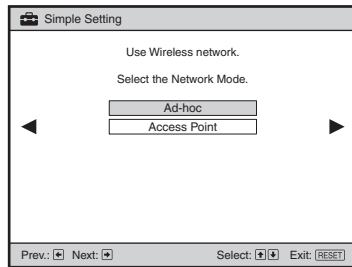 Simple Setting
Use Wireless network.
Select the Network Mode.
Ad-hoc
Access Point
Prev.: Next: Select: Exit: RESET